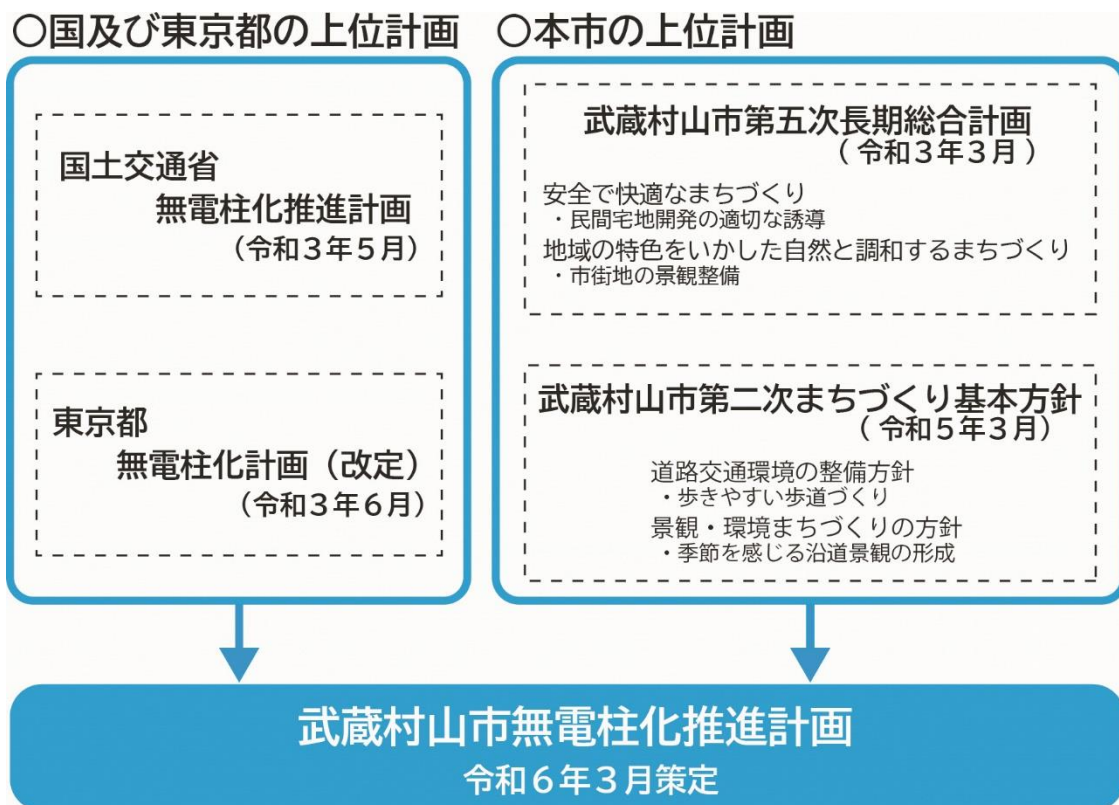 〇国及び東京都の上位計画
国土交通省
無電柱化推進計画
（令和３年５月）
東京都
無電柱化計画（改定）
（令和３年６月）
〇本市の上位計画
武蔵村山市第五次長期総合計画
（令和３年３月）
安全で快適なまちづくり
・民間宅地開発の適切な誘導
地域の特色をいかした自然と調和するまちづくり
・市街地の景観整備
武蔵村山市第二次まちづくり基本方針
（令和５年３月）
道路交通環境の整備方針
・歩きやすい歩道づくり
景観・環境まちづくりの方針
・季節を感じる沿道景観の形成
武蔵村山市無電柱化推進計画
令和６年３月策定